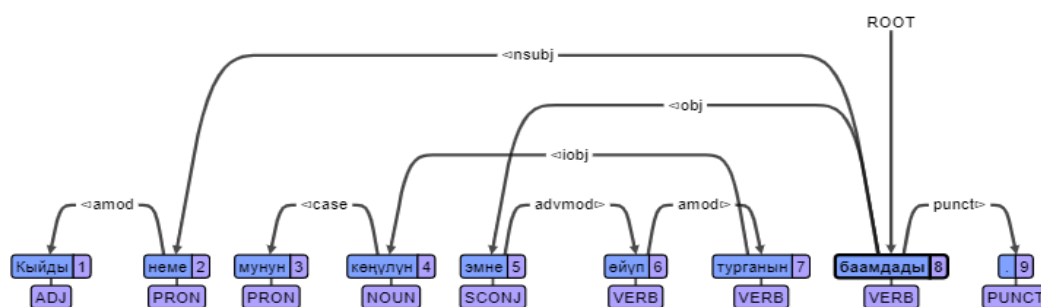 ROOT
◅nsubj
◅obj
◅iobj
◅amod ◅case advmod▻ amod▻ punct▻
Кыйды 1 неме 2 мунун 3 көңүлүн 4 эмне 5 өйүп 6 турганын 7 баамдады 8 . 9
ADJ PRON PRON NOUN SCONJ VERB VERB VERB PUNCT